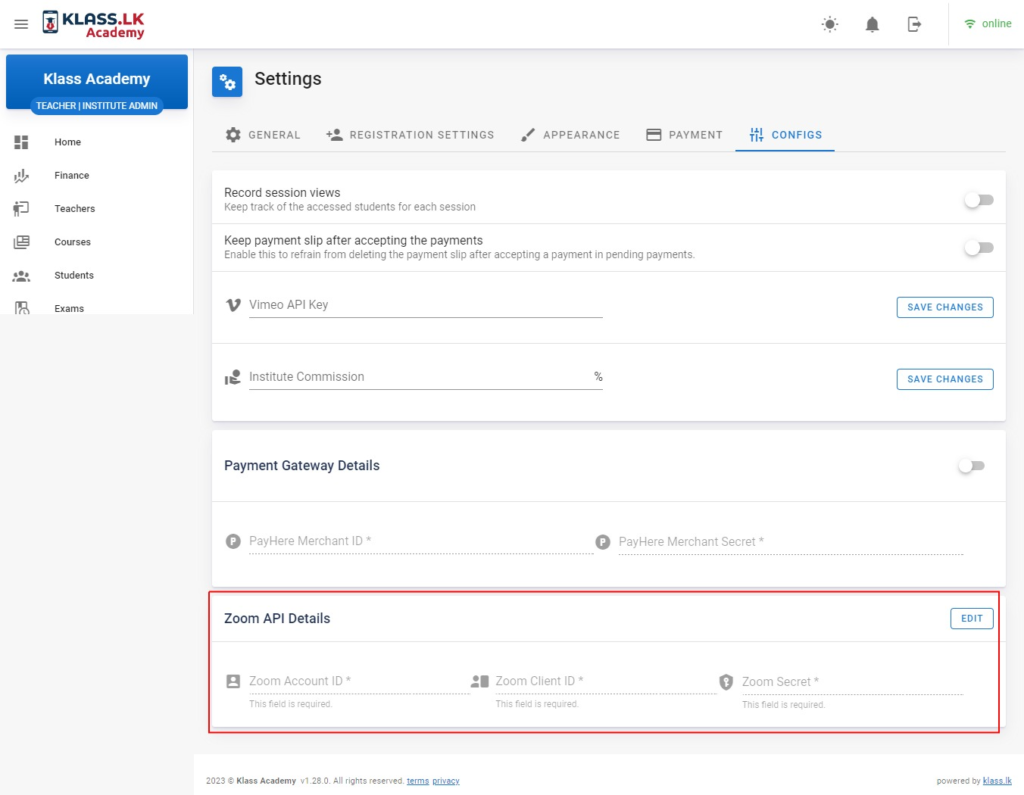 KLASS.LK
Academy
online
Klass Academy
TEACHER | INSTITUTE ADMIN
Home
Finance
Teachers
Courses
Students
Exams
Settings
GENERAL REGISTRATION SETTINGS APPEARANCE PAYMENT CONFIGS
Record session views
Keep track of the accessed students for each session
Keep payment slip after accepting the payments
Enable this to refrain from deleting the payment slip after accepting a payment in pending payments.
Vimeo API Key SAVE CHANGES
Institute Commission % SAVE CHANGES
Payment Gateway Details
P PayHere Merchant ID * P PayHere Merchant Secret *
Zoom API Details EDIT
Zoom Account ID * Zoom Client ID * Zoom Secret *
This field is required. This field is required. This field is required.
2023 © Klass Academy v1.28.0. All rights reserved. terms privacy powered by klass.lk